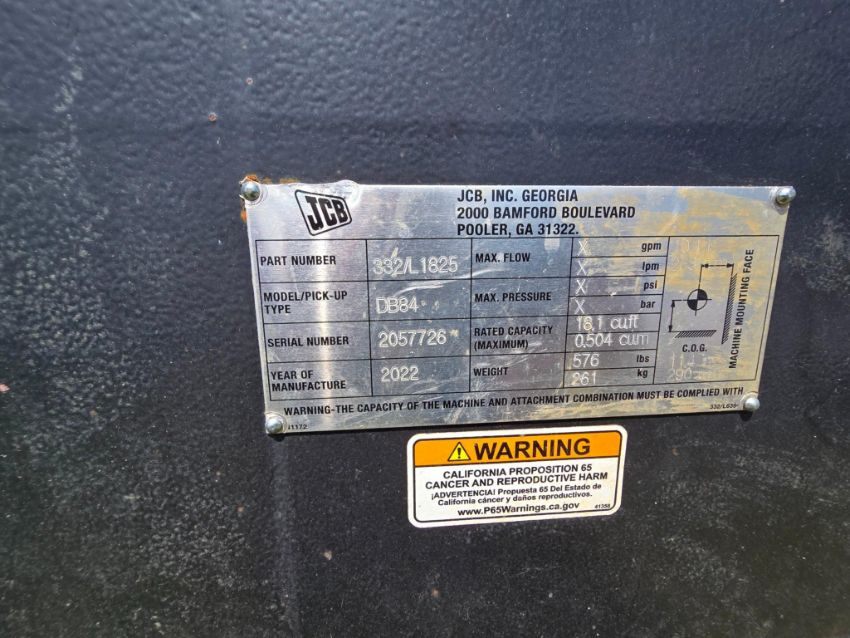 JCB
JCB, INC. GEORGIA
2000 BAMFORD BOULEVARD
POOLER, GA 31322.
PART NUMBER 332/L1825 MAX. FLOW X gpm
X lpm
MODEL/PICK-UP TYPE DB84 MAX. PRESSURE X psi
X bar
SERIAL NUMBER 2057726 RATED CAPACITY (MAXIMUM) 18.1 cuft
0.504 cum
YEAR OF MANUFACTURE 2022 WEIGHT 576 lbs
261 kg
C.O.G.
MACHINE MOUNTING FACE
WARNING-THE CAPACITY OF THE MACHINE AND ATTACHMENT COMBINATION MUST BE COMPLIED WITH
WARNING
CALIFORNIA PROPOSITION 65
CANCER AND REPRODUCTIVE HARM
¡ADVERTENCIA! Propuesta 65 Del Estado de
California cáncer y daños reproductivos.
www.P65Warnings.ca.gov